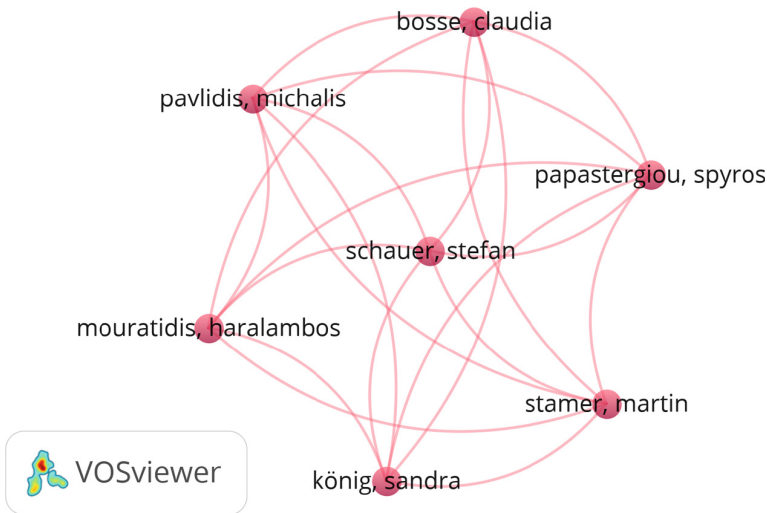 bosse, claudia
pavlidis, michalis
papastergiou, spyros
schauer, stefan
mouratidis, haralambos
stamer, martin
könig, sandra
VOSviewer